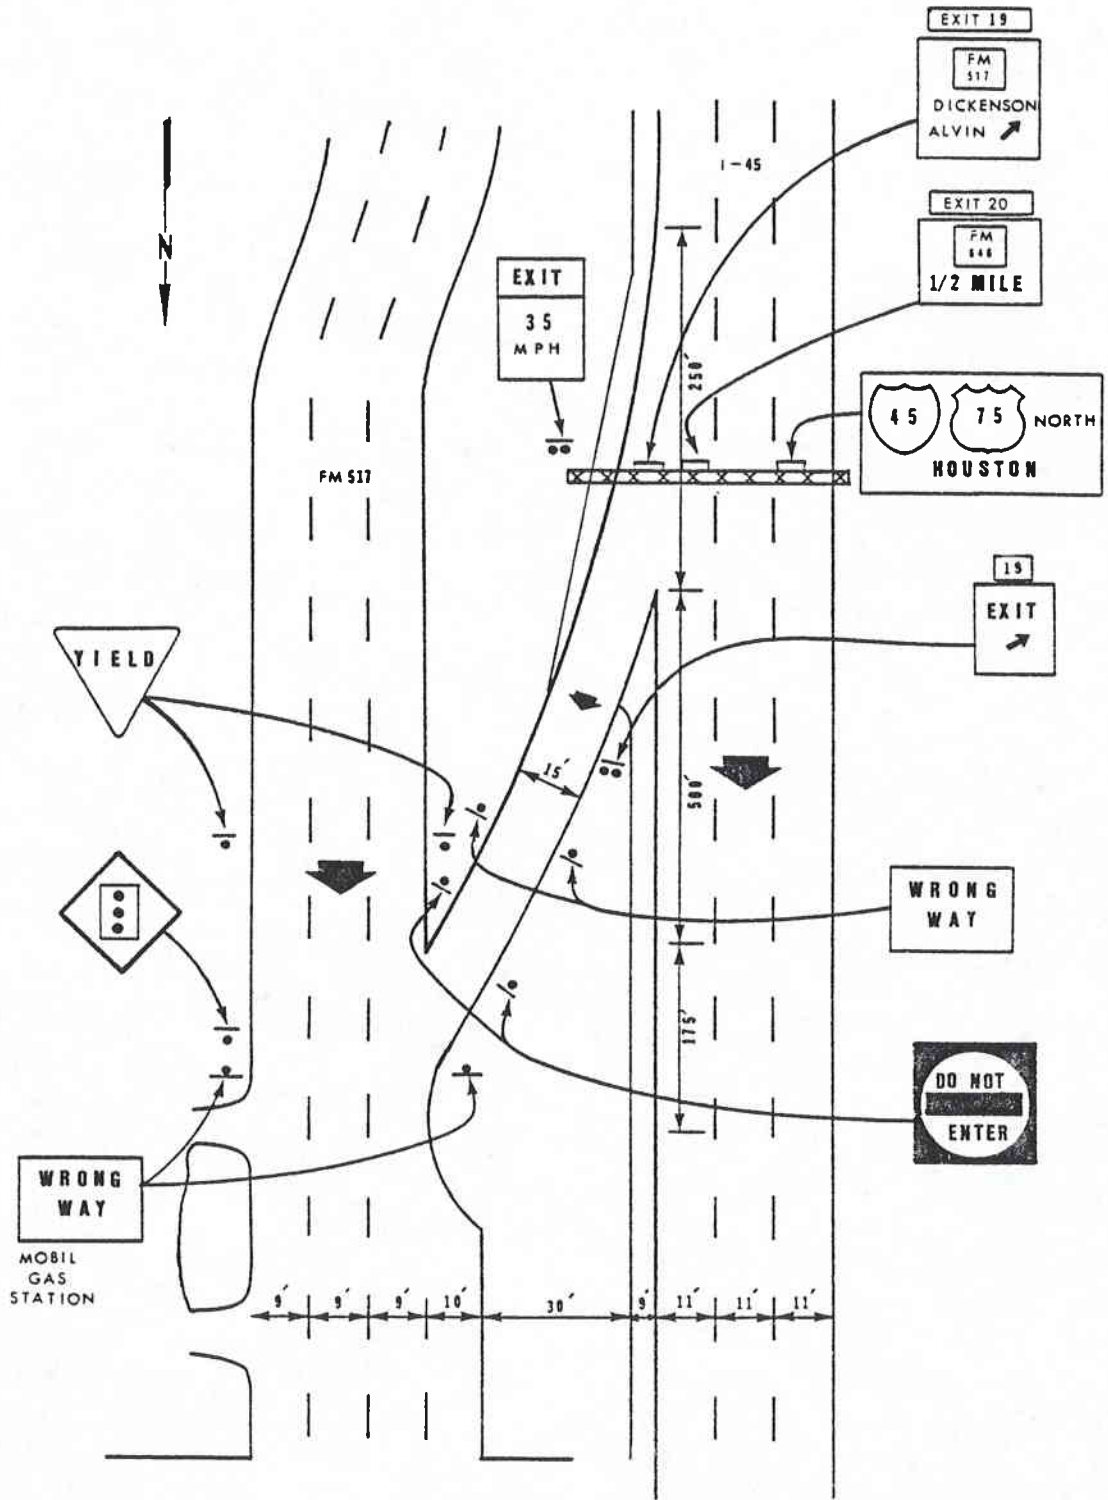 EXIT 19
FM
517
DICKENSON
ALVIN
I-45
EXIT 20
FM
646
1/2 MILE
N
EXIT
35
MPH
250'
45
75
NORTH
HOUSTON
FM 517
19
EXIT
YIELD
15'
500'
WRONG
WAY
175'
DO NOT
ENTER
WRONG
WAY
MOBIL
GAS
STATION
9'
9'
9'
10'
30'
9'
11'
11'
11'